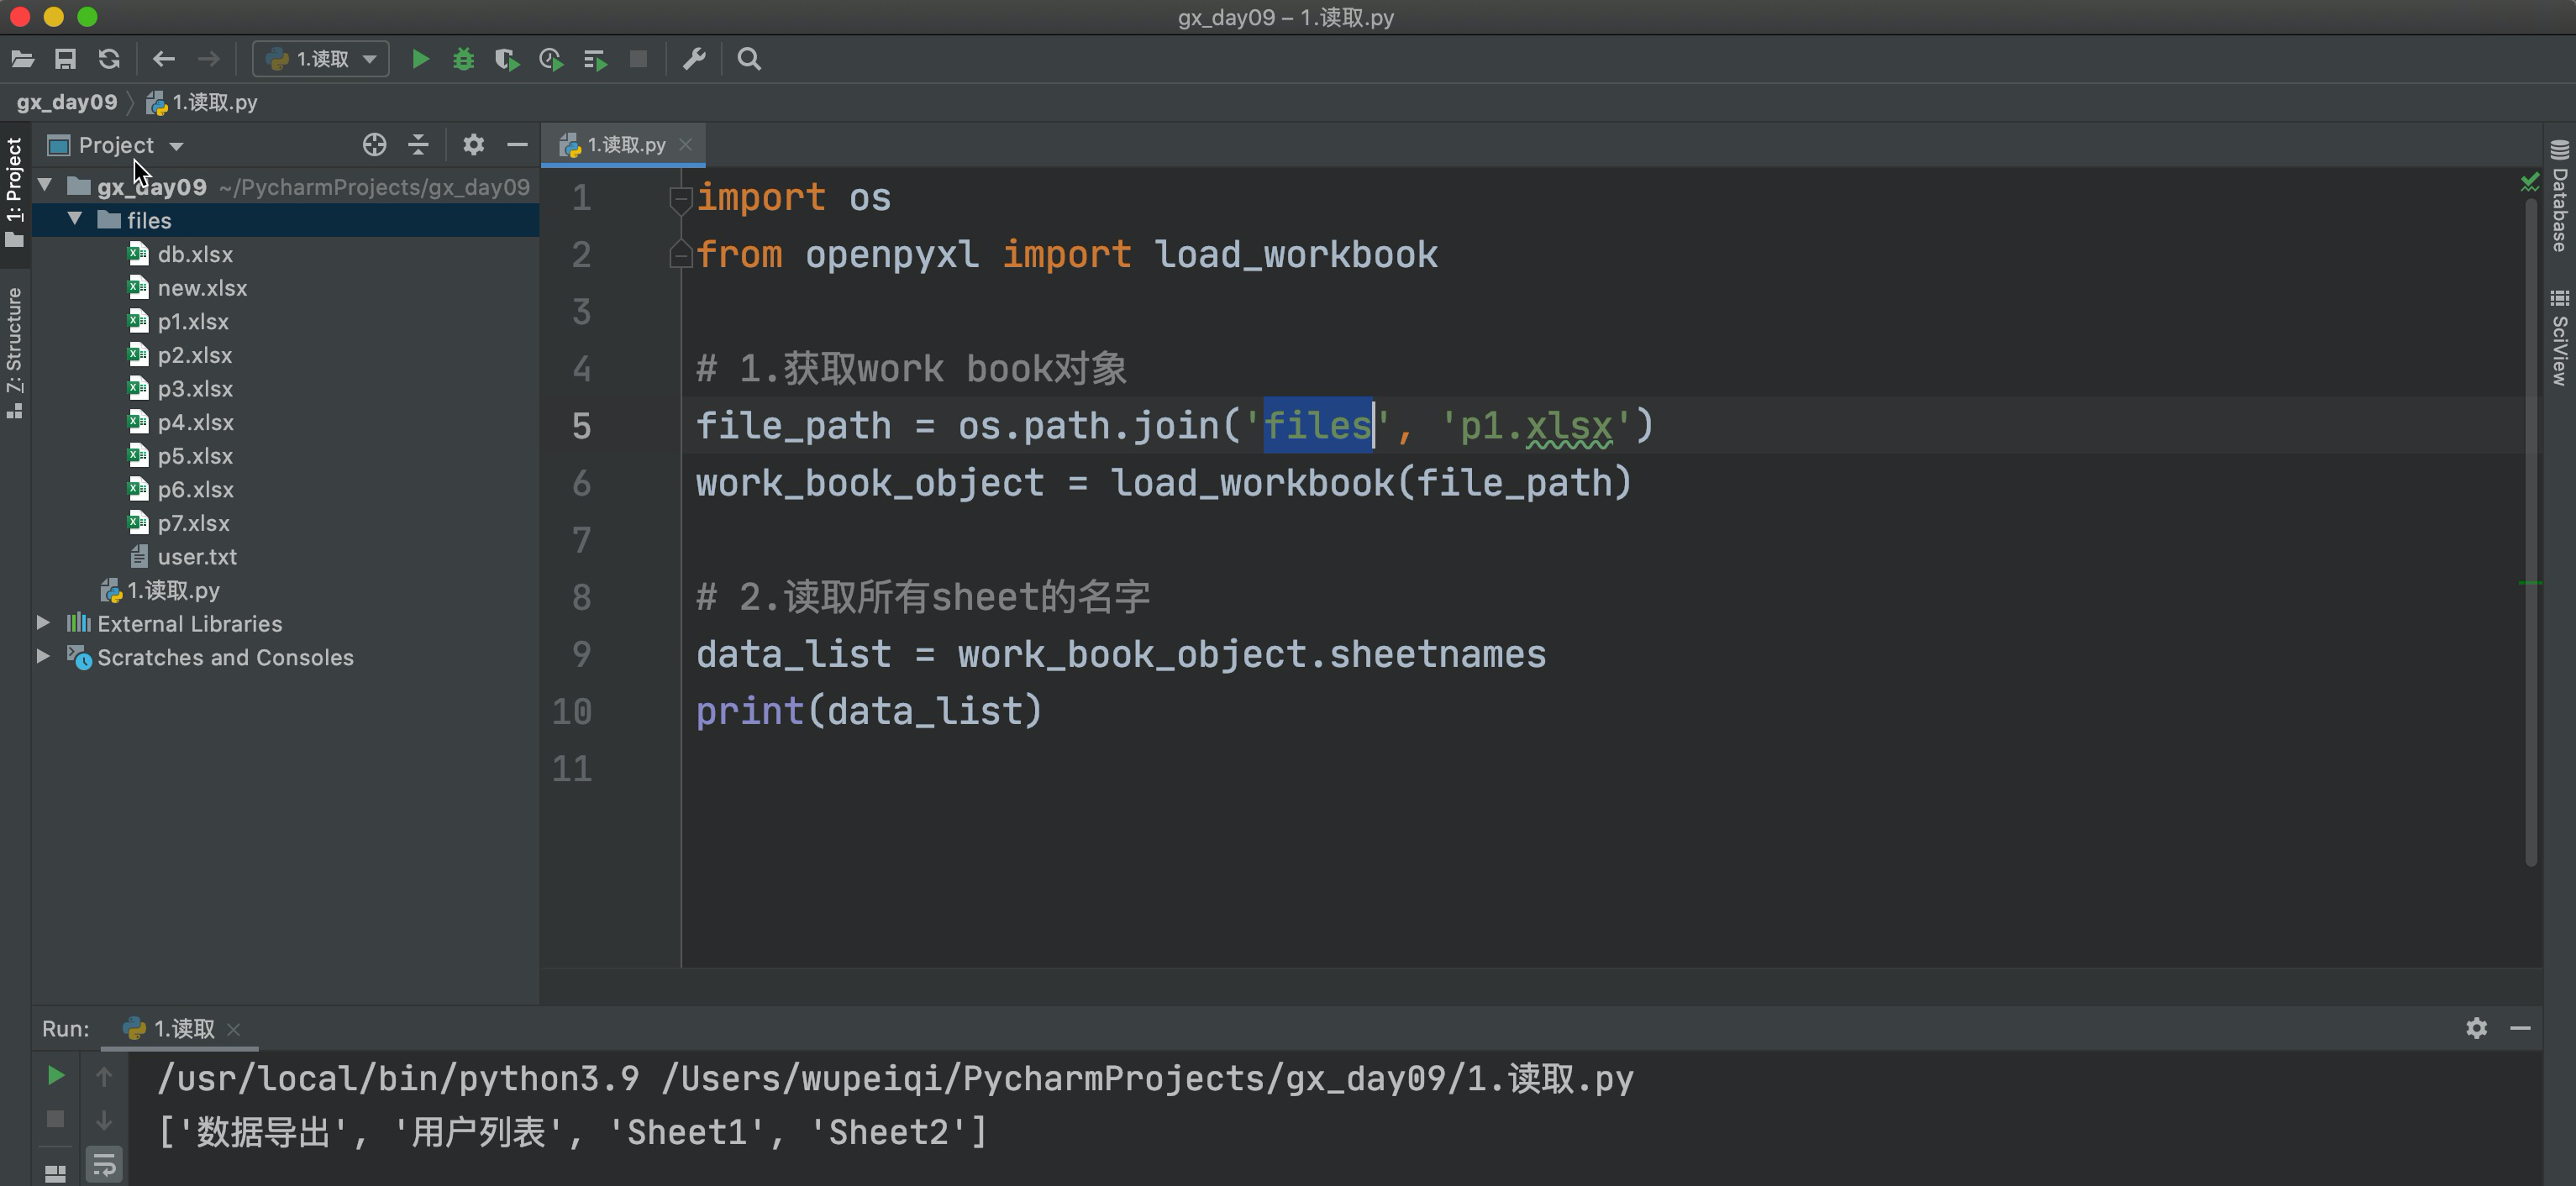 gx_day09 – 1.读取.py
1.读取
gx_day09 1.读取.py
1: Project
Z: Structure
Project
gx_day09 ~/PycharmProjects/gx_day09
files
db.xlsx
new.xlsx
p1.xlsx
p2.xlsx
p3.xlsx
p4.xlsx
p5.xlsx
p6.xlsx
p7.xlsx
user.txt
1.读取.py
External Libraries
Scratches and Consoles
1.读取.py
1 import os
2 from openpyxl import load_workbook
3
4 # 1.获取work book对象
5 file_path = os.path.join('files', 'p1.xlsx')
6 work_book_object = load_workbook(file_path)
7
8 # 2.读取所有sheet的名字
9 data_list = work_book_object.sheetnames
10 print(data_list)
11
Database
SciView
Run: 1.读取
/usr/local/bin/python3.9 /Users/wupeiqi/PycharmProjects/gx_day09/1.读取.py
['数据导出', '用户列表', 'Sheet1', 'Sheet2']